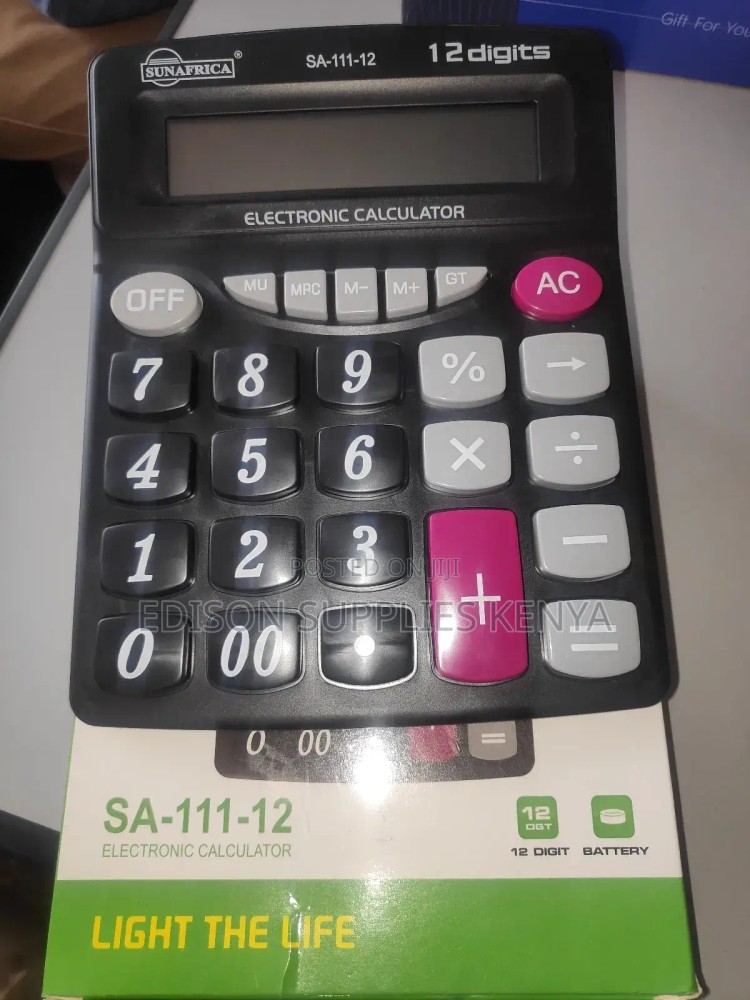 Gift For You
SUNAFRICA ®
SA-111-12
12digits
ELECTRONIC CALCULATOR
OFF
MU
MRC
M-
M+
GT
AC
7 8 9 % →
4 5 6 × ÷
1 2 3 + −
POSTED ON JIJI
EDISON SUPPLIES KENYA
0 00 • =
0 00 =
SA-111-12
ELECTRONIC CALCULATOR
12
DGT
12 DIGIT
BATTERY
LIGHT THE LIFE